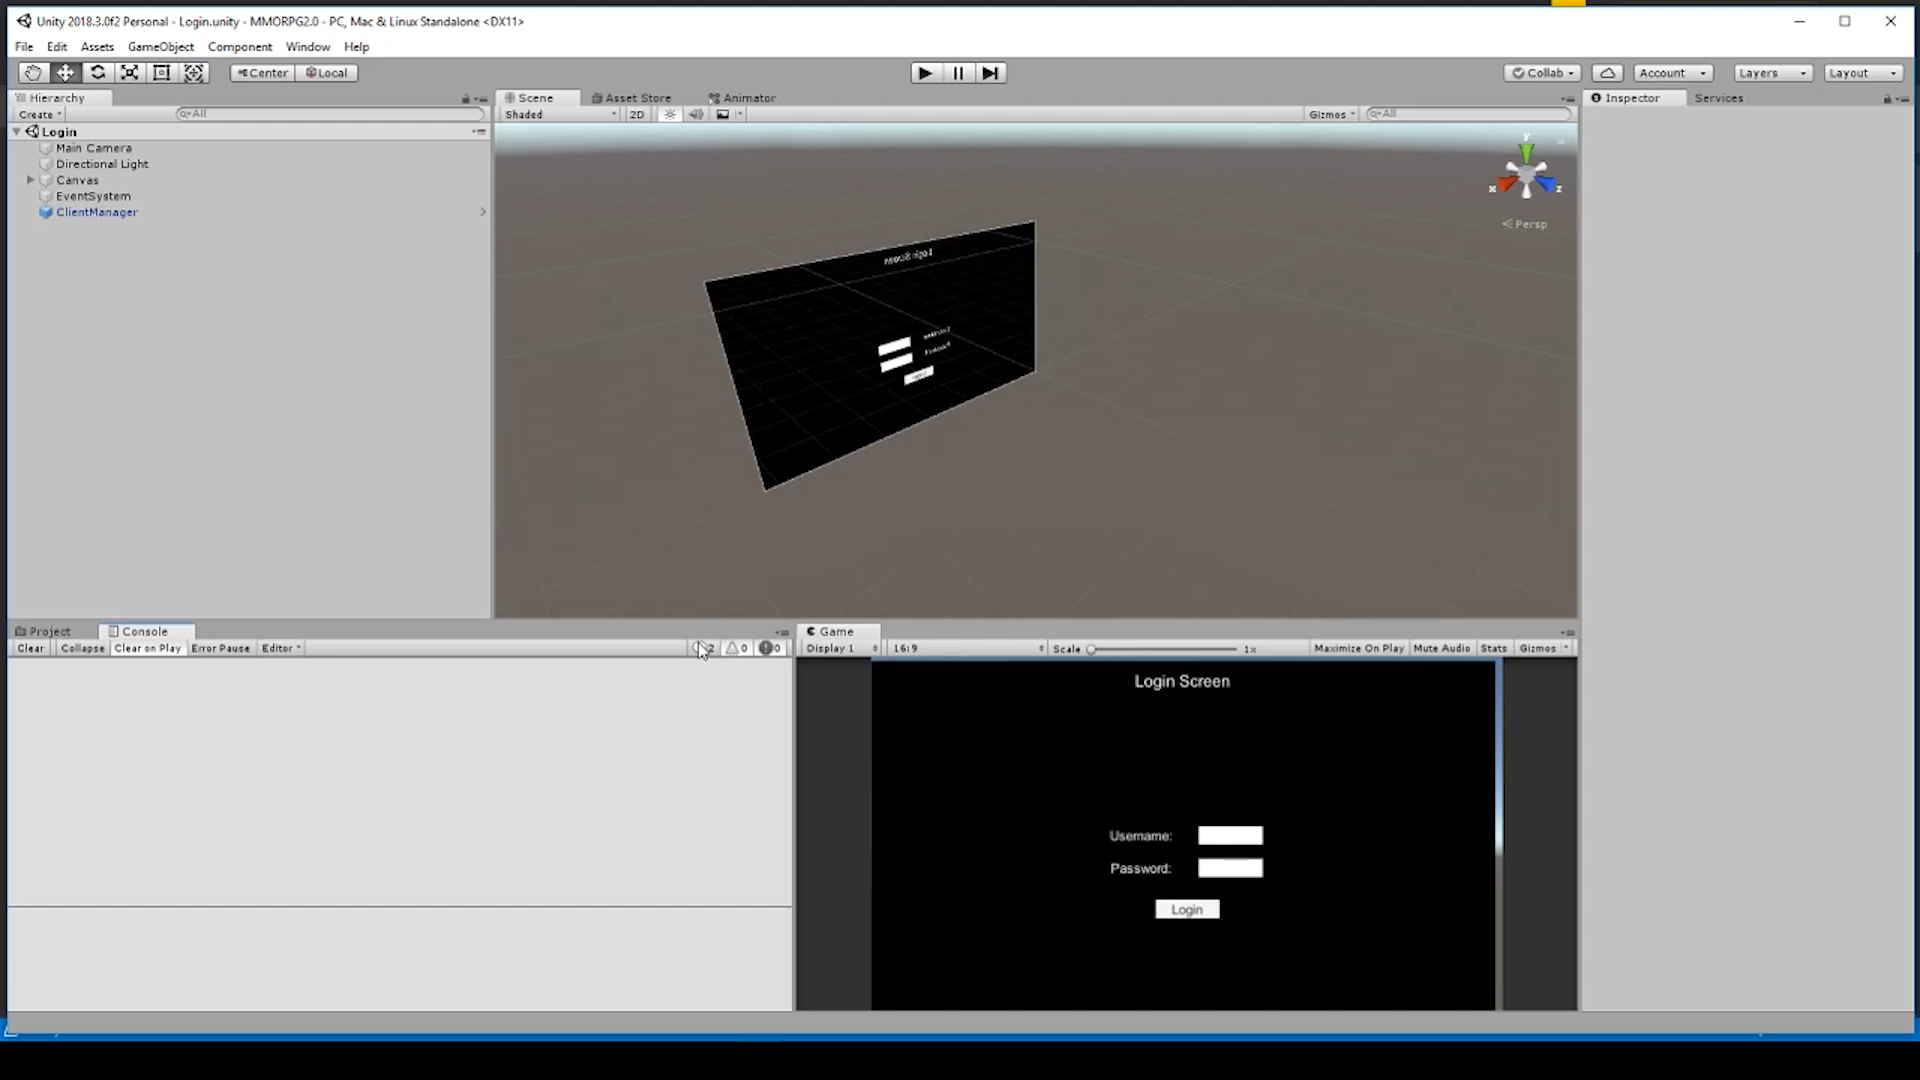 Unity 2018.3.0f2 Personal - Login.unity - MMORPG2.0 - PC, Mac & Linux Standalone <DX11>
File Edit Assets GameObject Component Window Help
Center Local Collab Account Layers Layout
Hierarchy
Create All
Login
Main Camera
Directional Light
Canvas
EventSystem
ClientManager
Scene Asset Store Animator
Shaded 2D Gizmos All
y
x z
Persp
Login Screen
Inspector Services
Project Console
Clear Collapse Clear on Play Error Pause Editor 2 0 0
Game
Display 1 16:9 Scale 1x Maximize On Play Mute Audio Stats Gizmos
Login Screen
Username:
Password:
Login